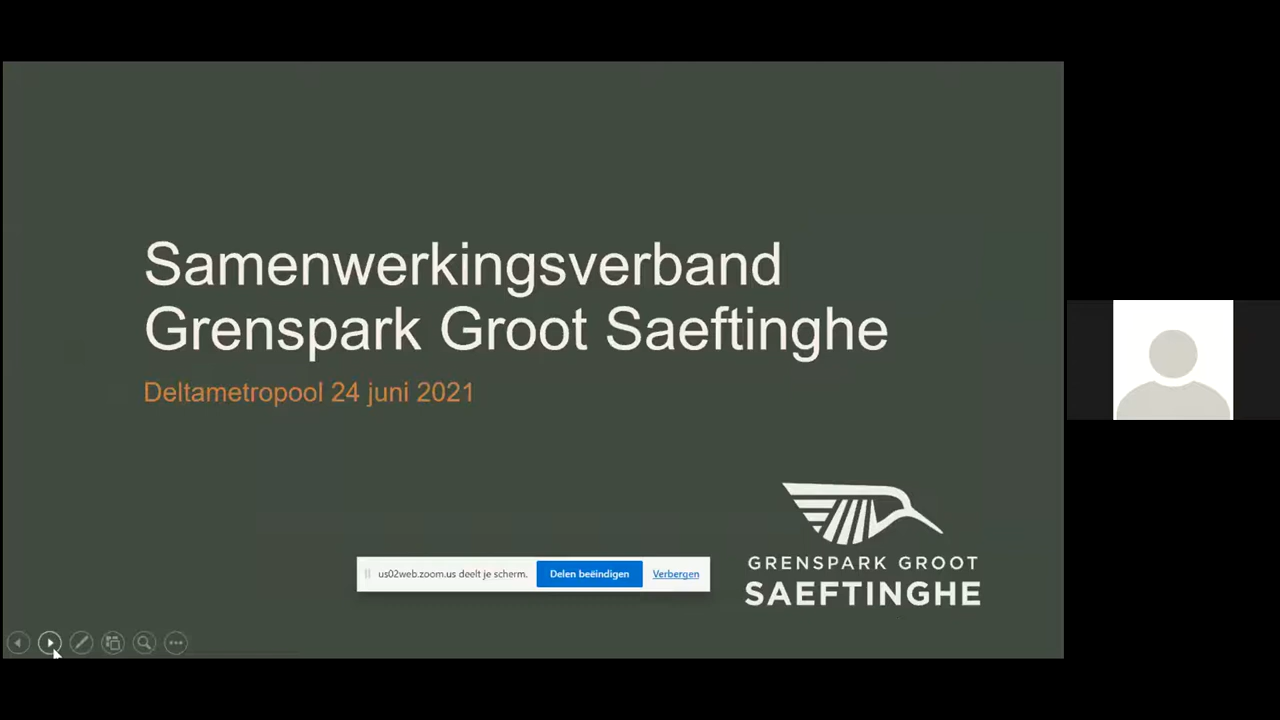 Samenwerkingsverband
Grenspark Groot Saeftinghe
Deltametropool 24 juni 2021
us02web.zoom.us deelt je scherm.
Delen beëindigen
Verbergen
GRENSPARK GROOT
SAEFTINGHE